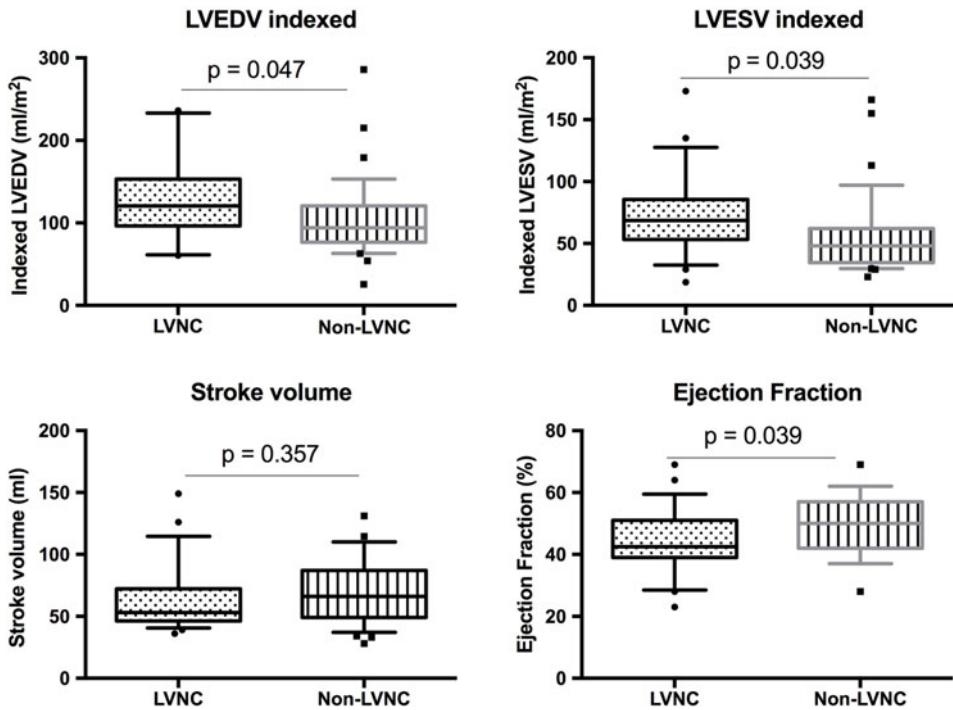 LVEDV indexed
p = 0.047
Indexed LVEDV (ml/m²)
300
200
100
0
LVNC
Non-LVNC
LVESV indexed
p = 0.039
Indexed LVESV (ml/m²)
200
150
100
50
0
LVNC
Non-LVNC
Stroke volume
p = 0.357
Stroke volume (ml)
200
150
100
50
0
LVNC
Non-LVNC
Ejection Fraction
p = 0.039
Ejection Fraction (%)
80
60
40
20
0
LVNC
Non-LVNC